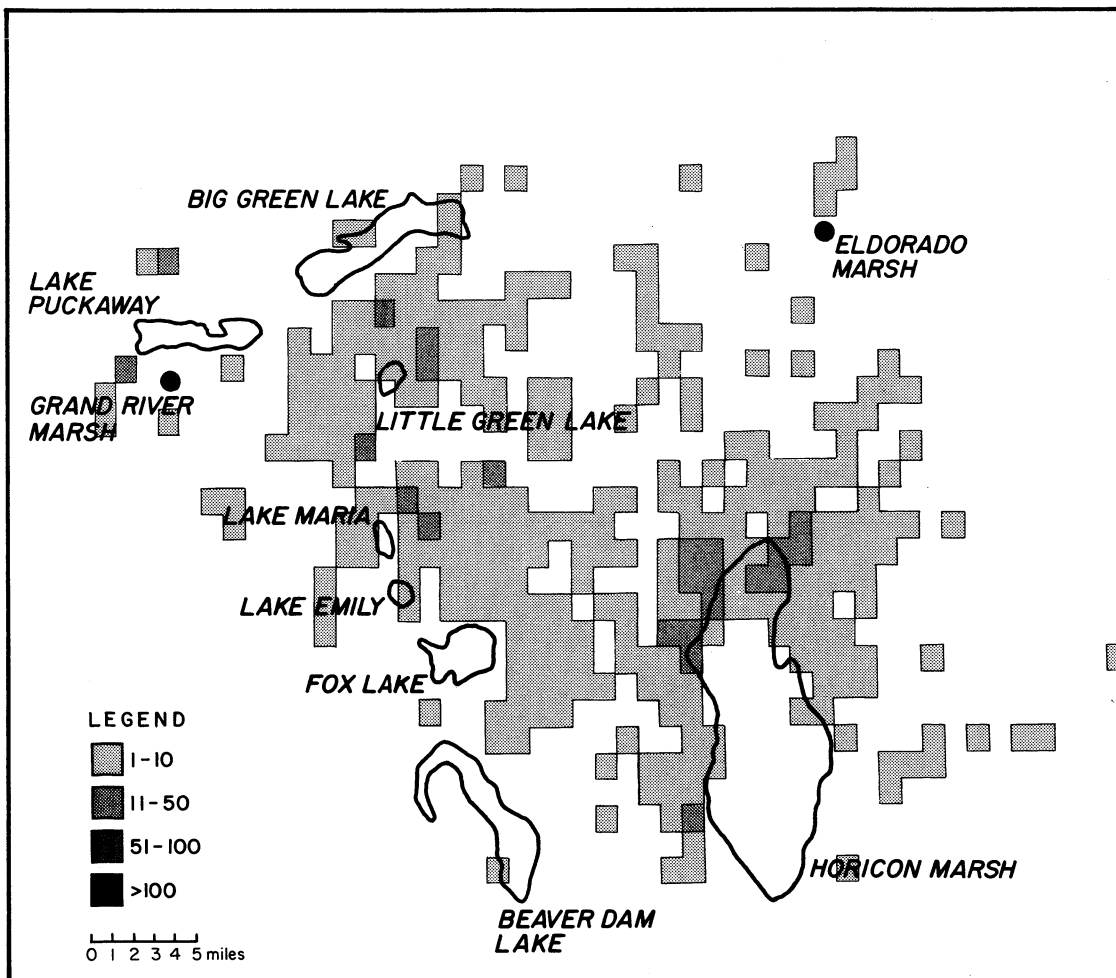 BIG GREEN LAKE
ELDORADO
MARSH
LAKE
PUCKAWAY
GRAND RIVER
MARSH
LITTLE GREEN LAKE
LAKE MARIA
LAKE EMILY
FOX LAKE
LEGEND
1-10
11-50
51-100
>100
0 1 2 3 4 5 miles
HORICON MARSH
BEAVER DAM
LAKE